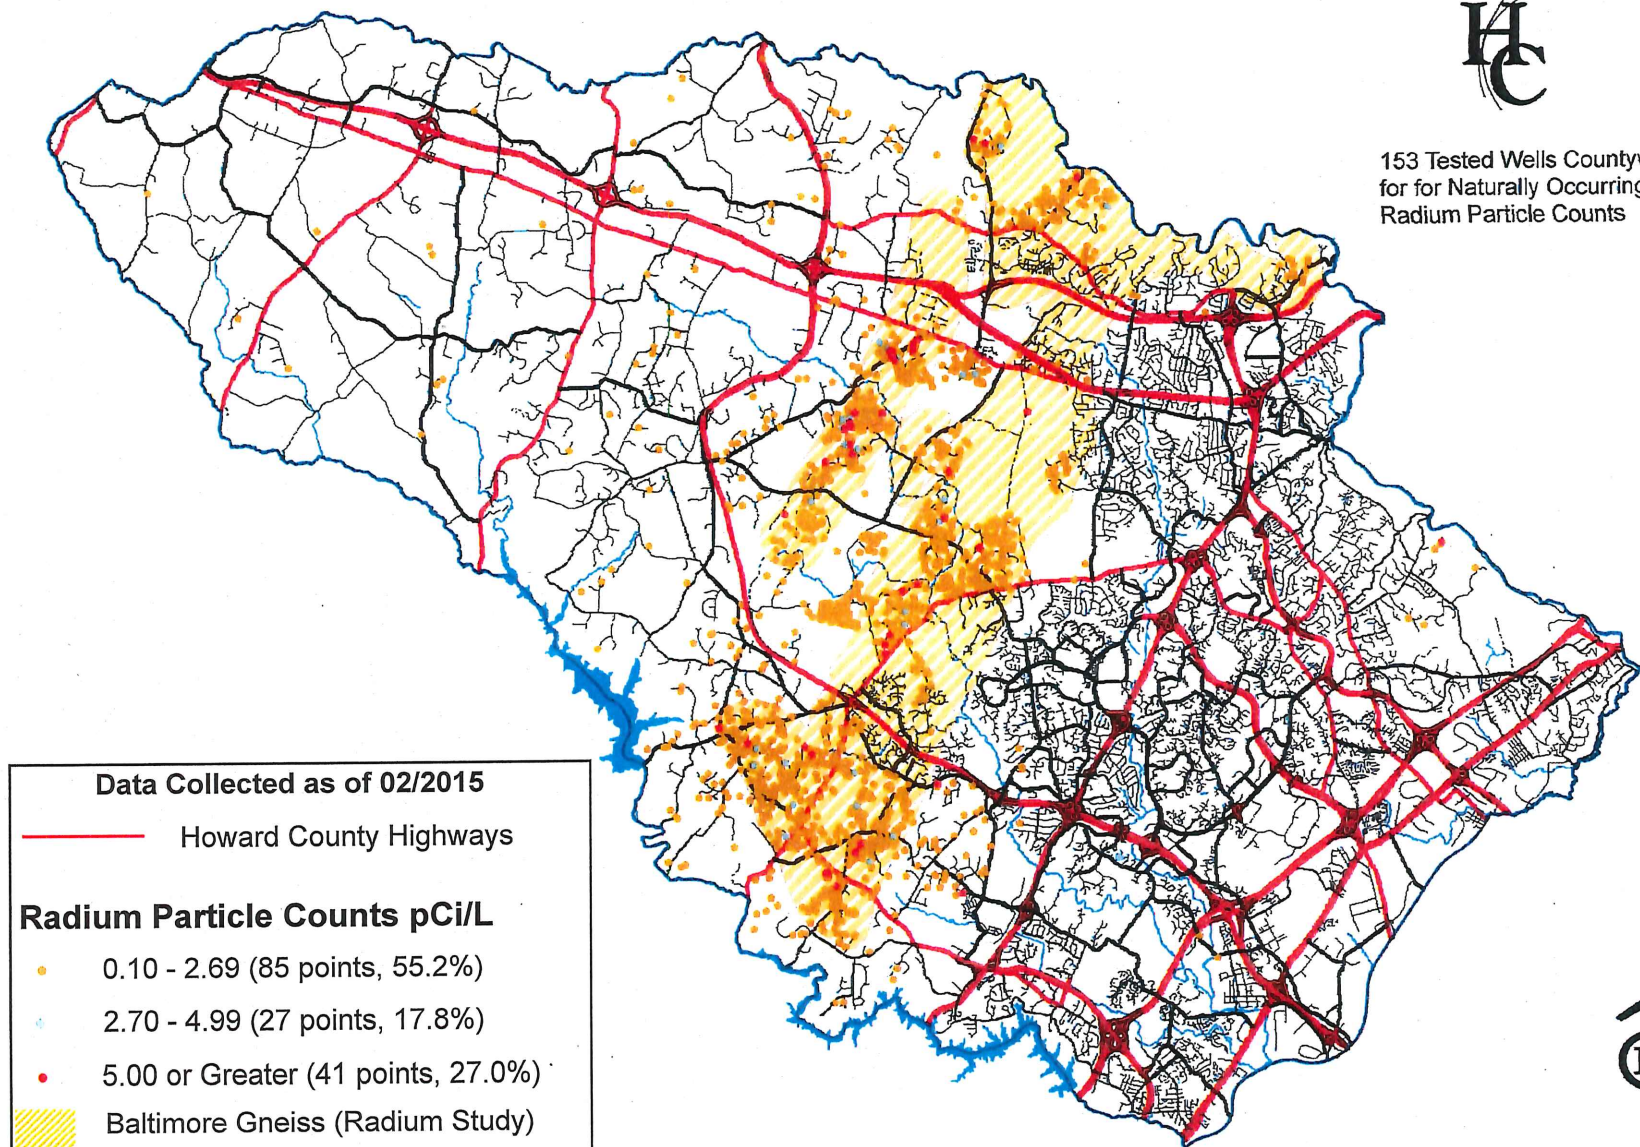 HC
153 Tested Wells
for for Naturally Occurring
Radium Particle Counts
Data Collected as of 02/2015
Howard County Highways
Radium Particle Counts pCi/L
0.10 - 2.69 (85 points, 55.2%)
2.70 - 4.99 (27 points, 17.8%)
5.00 or Greater (41 points, 27.0%)
Baltimore Gneiss (Radium Study)